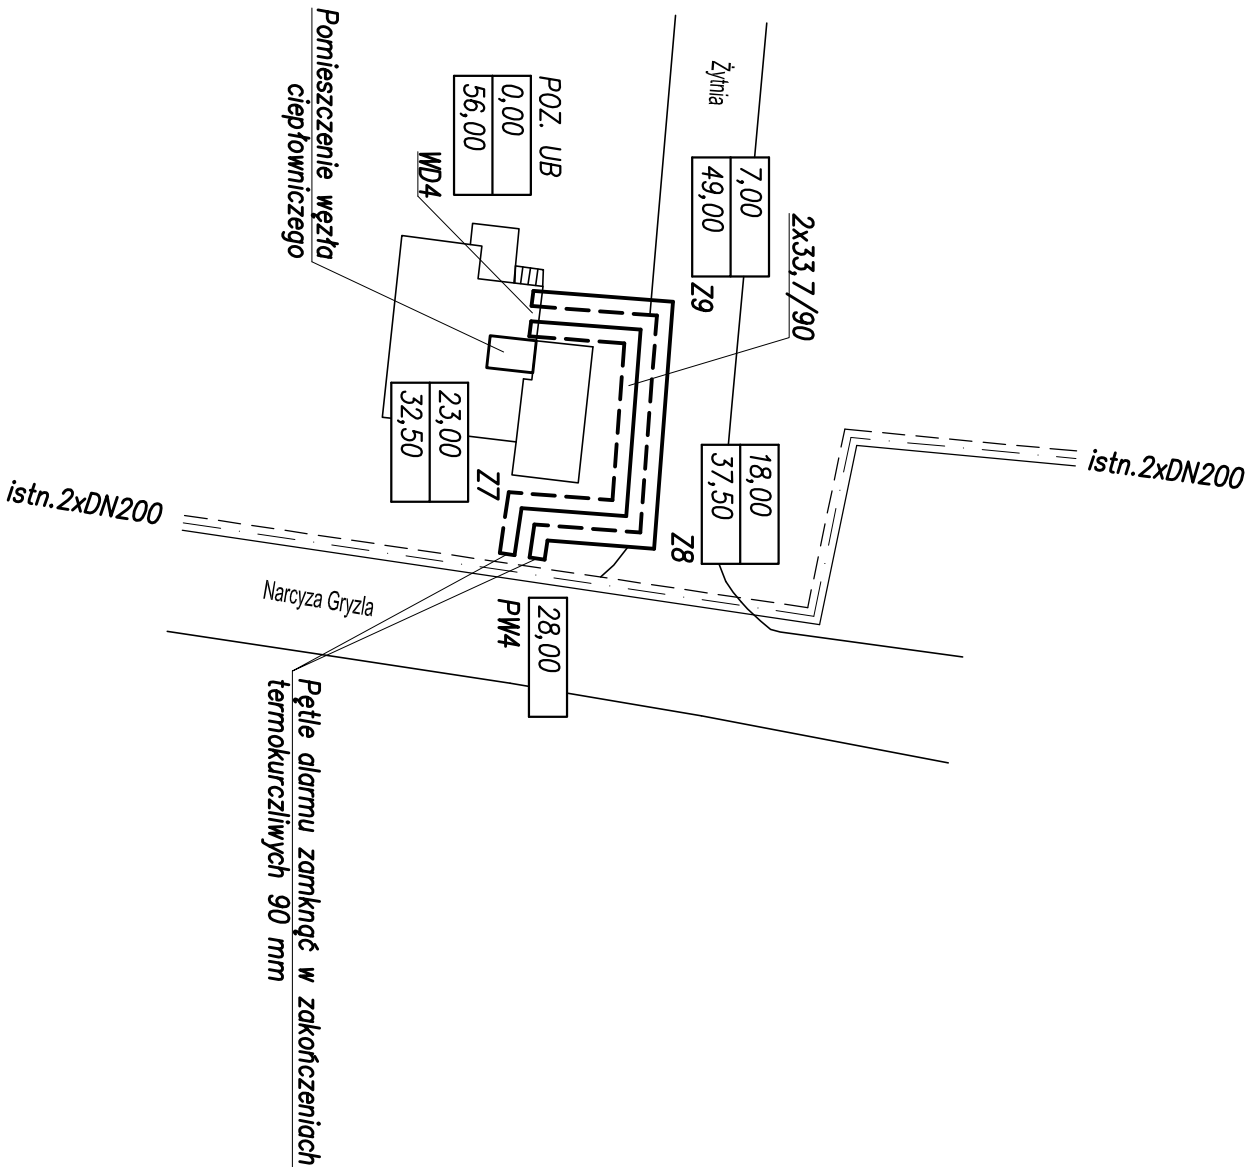 Pomieszczenie węzła
ciepłowniczego
WD4
POZ. UB
0,00
56,00
Żytnia
7,00
49,00
Z9
2x33,7/90
23,00
32,50
Z7
18,00
37,50
Z8
istn.2xDN200
istn.2xDN200
Narcyza Gryzla
28,00
PW4
Pętle alarmu zamknąć w zakończeniach
termokurczliwych 90 mm